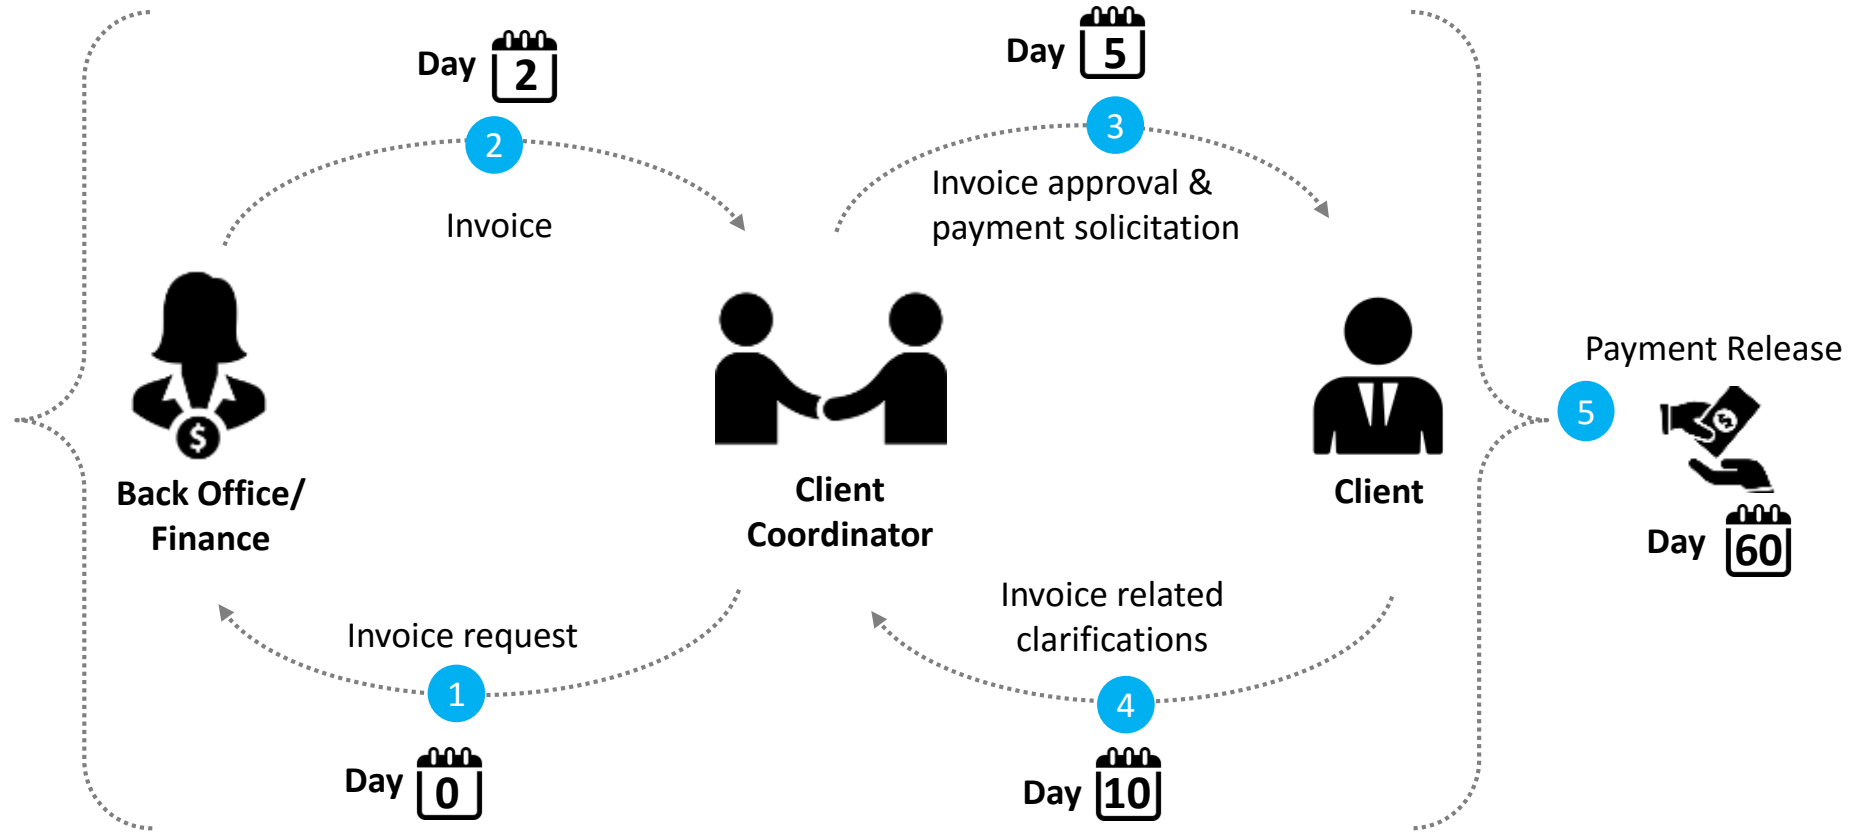 Day 2
2
Invoice
Day 5
3
Invoice approval &
payment solicitation
$
Back Office/
Finance
Client
Coordinator
Client
Payment Release
5
$
Day 60
Invoice request
1
Day 0
Invoice related
clarifications
4
Day 10